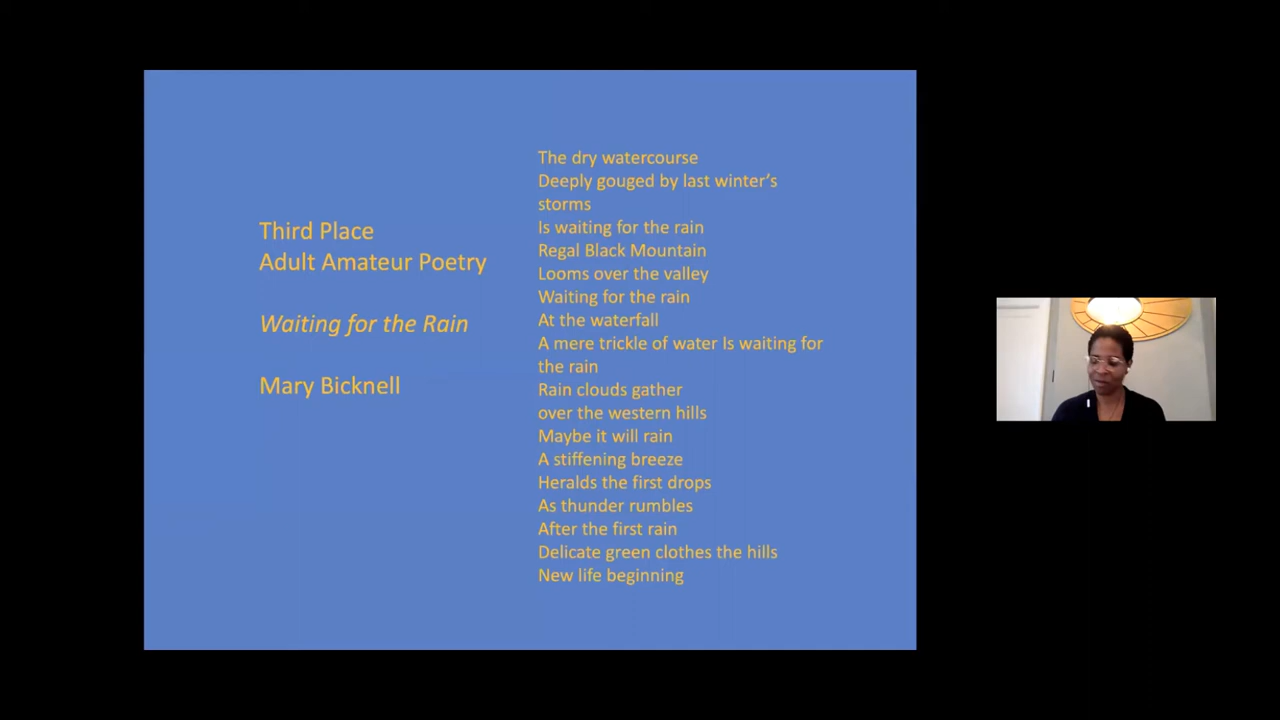 Third Place
Adult Amateur Poetry
Waiting for the Rain
Mary Bicknell
The dry watercourse
Deeply gouged by last winter's
storms
Is waiting for the rain
Regal Black Mountain
Looms over the valley
Waiting for the rain
At the waterfall
A mere trickle of water Is waiting for
the rain
Rain clouds gather
over the western hills
Maybe it will rain
A stiffening breeze
Heralds the first drops
As thunder rumbles
After the first rain
Delicate green clothes the hills
New life beginning